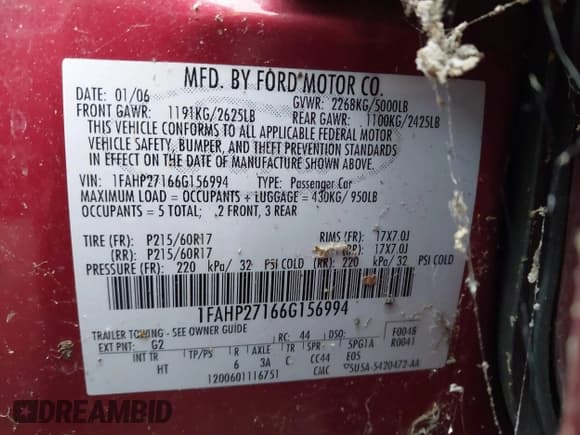 MFD. BY FORD MOTOR CO.
DATE: 01/06 GVWR: 2268KG/5000LB
FRONT GAWR: 1191KG/2625LB REAR GAWR: 1100KG/2425LB
THIS VEHICLE CONFORMS TO ALL APPLICABLE FEDERAL MOTOR
VEHICLE SAFETY, BUMPER, AND THEFT PREVENTION STANDARDS
IN EFFECT ON THE DATE OF MANUFACTURE SHOWN ABOVE.
VIN: 1FAHP27166G156994 TYPE: Passenger Car
MAXIMUM LOAD = OCCUPANTS + LUGGAGE = 430KG/ 950LB
OCCUPANTS = 5 TOTAL; 2 FRONT, 3 REAR
TIRE (FR): P215/60R17 RIMS (FR): 17X7.0J
(RR): P215/60R17 (RR): 17X7.0J
PRESSURE (FR): 220 kPa/ 32 PSI COLD (RR): 220 kPa/ 32 PSI COLD
1FAHP27166G156994
TRAILER TOWING - SEE OWNER GUIDE RC: 44 DSO: F0048
EXT PNT: G2 R0041
INT TR TP/PS R AXLE TR SPR SPG1A
HT 6 3A C CC44 E05
1200601116751 CIAC 5U5A-5420472-AA
DREAMBID